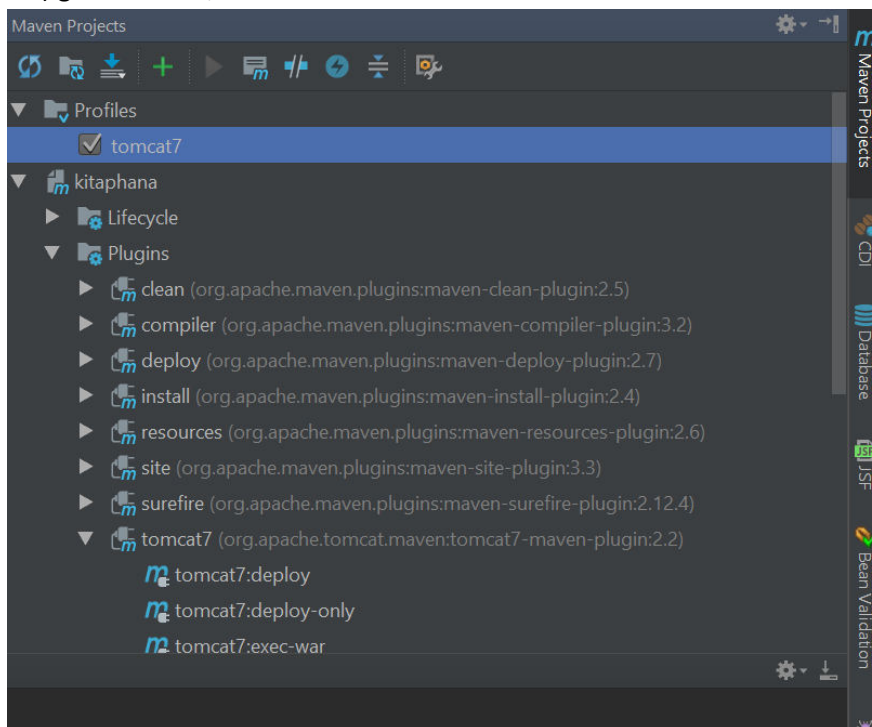 Maven Projects
Profiles
tomcat7
kitaphana
Lifecycle
Plugins
clean (org.apache.maven.plugins:maven-clean-plugin:2.5)
compiler (org.apache.maven.plugins:maven-compiler-plugin:3.2)
deploy (org.apache.maven.plugins:maven-deploy-plugin:2.7)
install (org.apache.maven.plugins:maven-install-plugin:2.4)
resources (org.apache.maven.plugins:maven-resources-plugin:2.6)
site (org.apache.maven.plugins:maven-site-plugin:3.3)
surefire (org.apache.maven.plugins:maven-surefire-plugin:2.12.4)
tomcat7 (org.apache.tomcat.maven:tomcat7-maven-plugin:2.2)
tomcat7:deploy
tomcat7:deploy-only
tomcat7:exec-war
Maven Projects
CDI
Database
JSF
Bean Validation